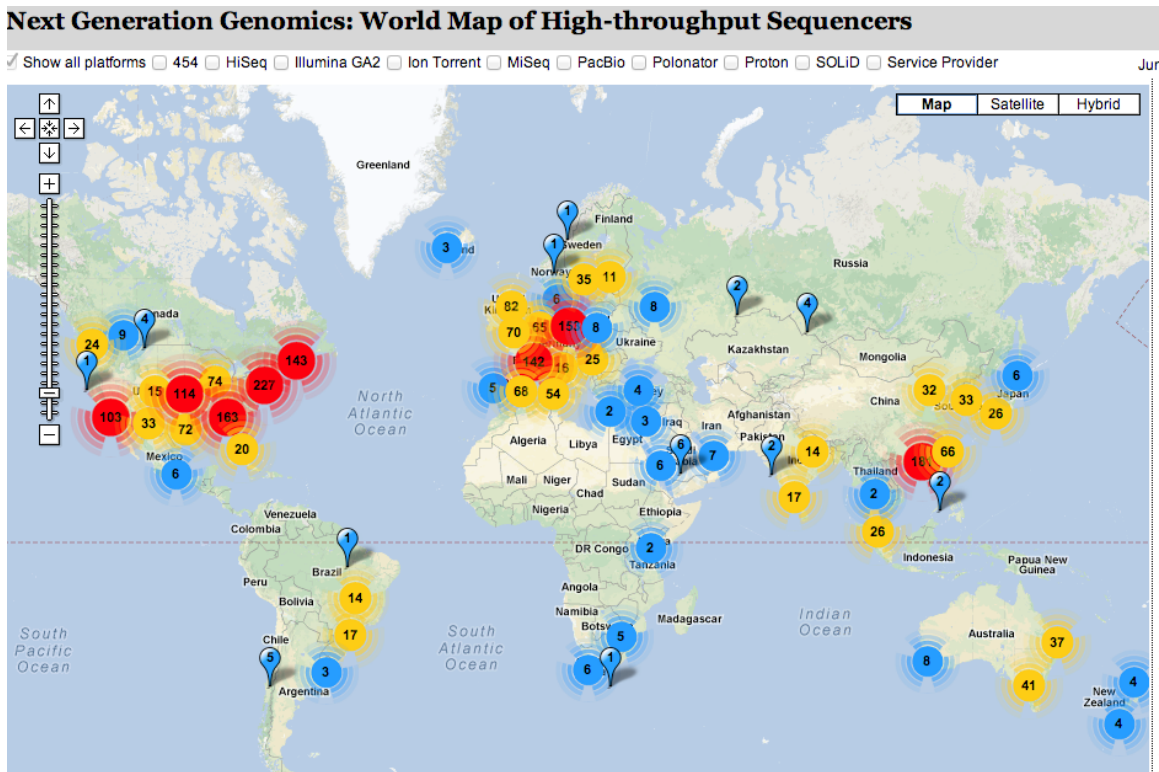 Next Generation Genomics: World Map of High-throughput Sequencers
Show all platforms 454 HiSeq Illumina GA2 Ion Torrent MiSeq PacBio Polonator Proton SOLiD Service Provider
Jur
Map Satellite Hybrid
Greenland
1
Finland
3
1
Sweden
Norway
35 11
Russia
6
2
82
8
4
9 4
70
153 8
Ukraine
24
142
25
Kazakhstan
Mongolia
1
143
74
227
15 114
5 68 54
4
32
33
6
Japan
China
26
North
Atlantic
Ocean
103
33 72 163
2 3
Iraq
Iran
Afghanistan
Pakistan
20
Algeria Libya Egypt
6
7
2
14
66
Mexico
6
6
Mali Niger
Chad
Sudan
Thailand
2
2
17
Venezuela
Nigeria
Ethiopia
Colombia
26
1
DR Congo
2
Tanzania
Indonesia
Papua New
Guinea
Brazil
Peru
Bolivia
14
Angola
Namibia
Madagascar
Indian
Ocean
South
Pacific
Ocean
Chile
17
South
Atlantic
Ocean
5
Australia
37
5
3
6
1
8
41
Argentina
New
Zealand
4
4